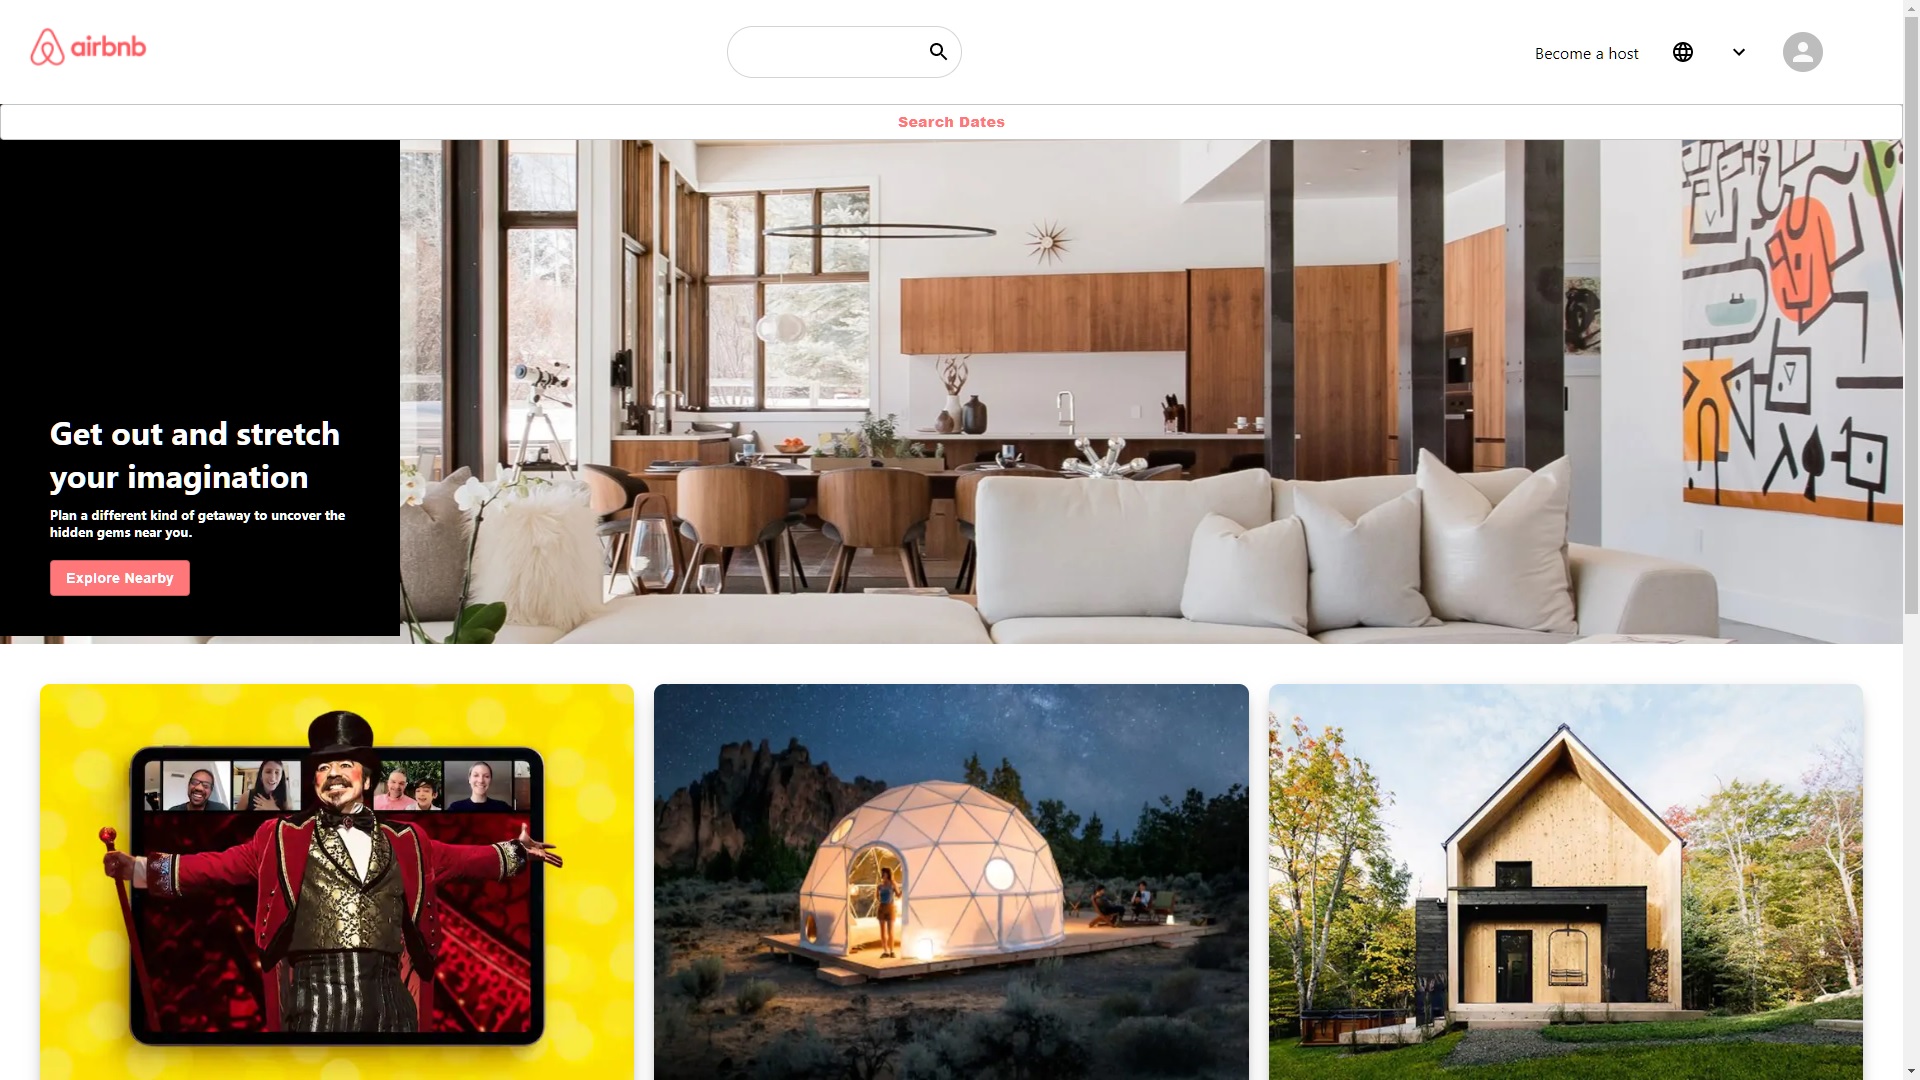 airbnb
Become a host
Search Dates
Get out and stretch
your imagination
Plan a different kind of getaway to uncover the
hidden gems near you.
Explore Nearby